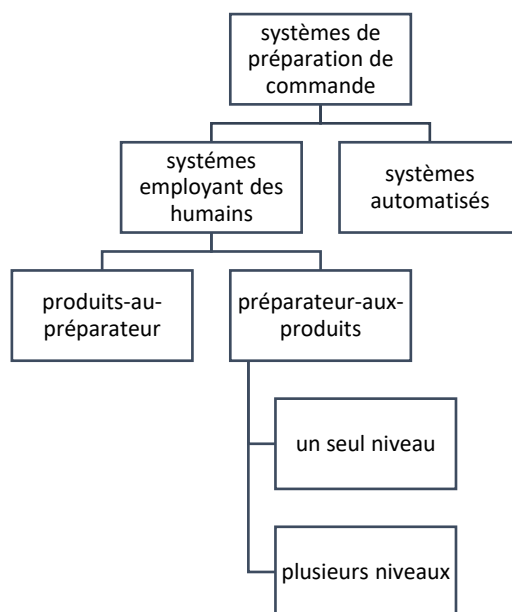 systèmes de
préparation de
commande
systémes
employant des
humains
systèmes
automatisés
produits-au-
préparateur
préparateur-aux-
produits
un seul niveau
plusieurs niveaux